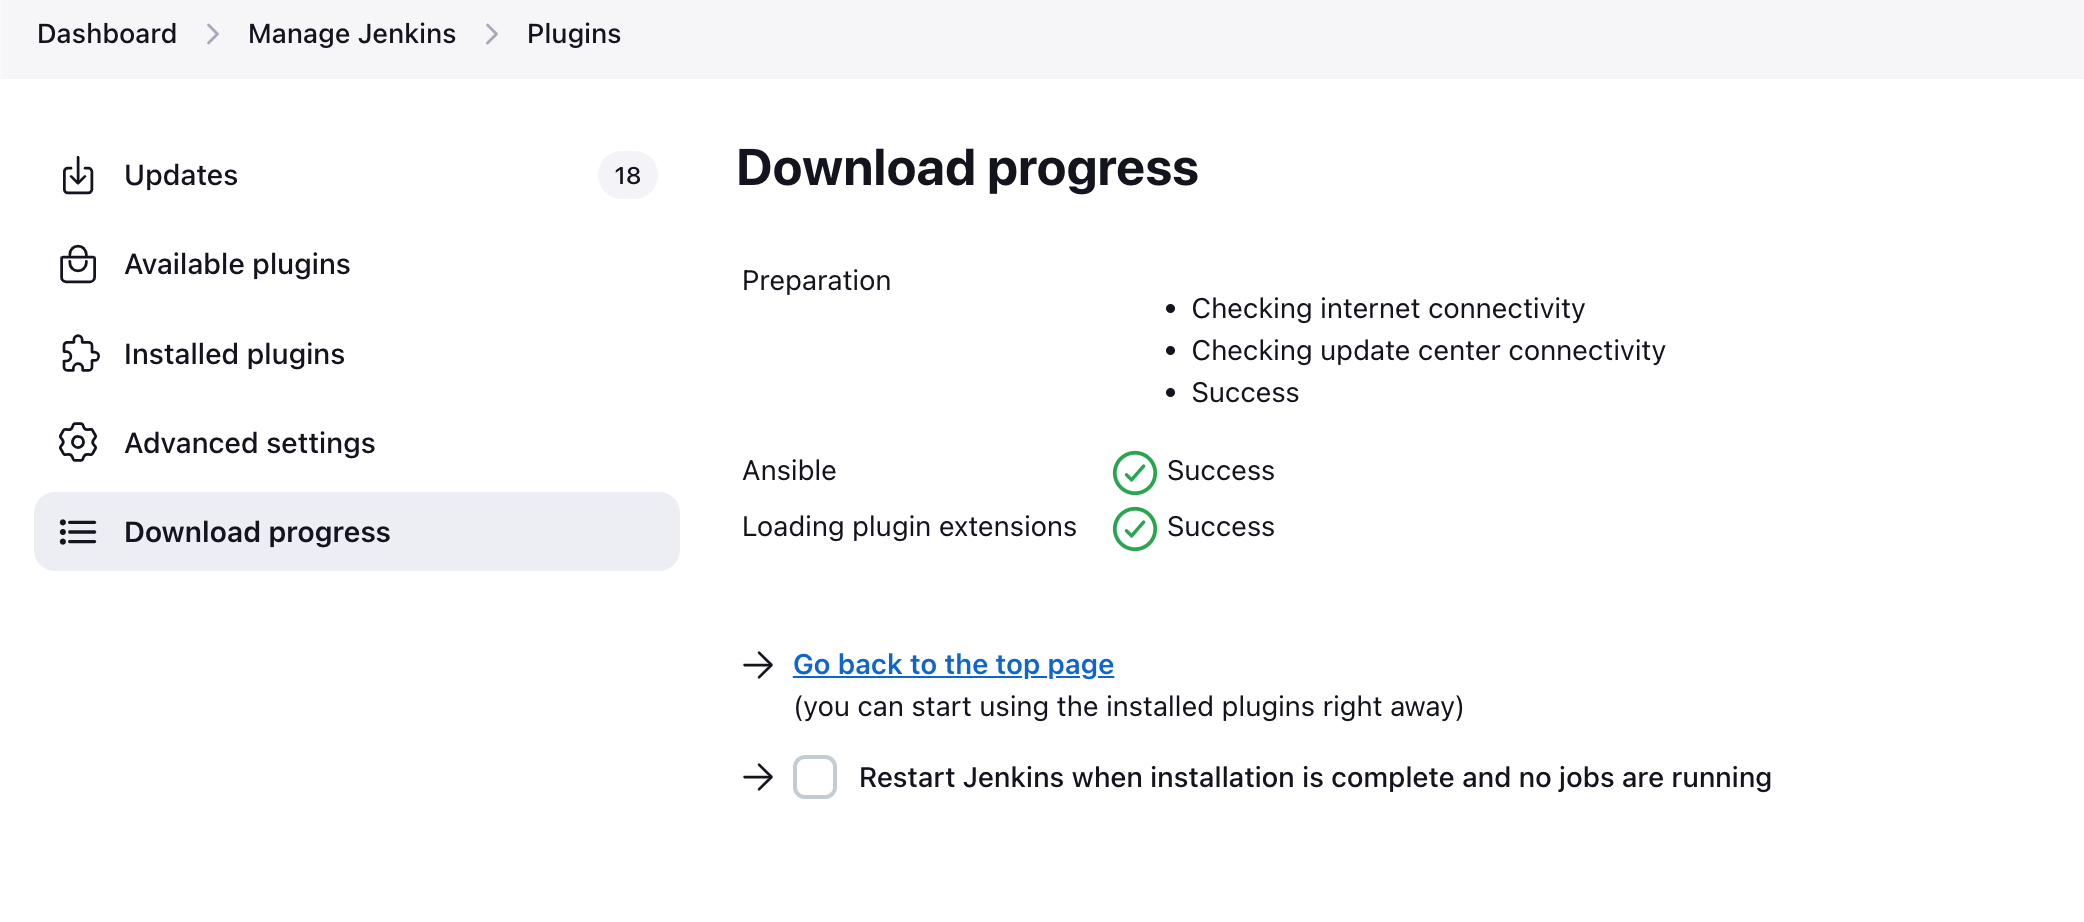 Dashboard > Manage Jenkins > Plugins
Updates 18
Available plugins
Installed plugins
Advanced settings
Download progress
Download progress
Preparation
• Checking internet connectivity
• Checking update center connectivity
• Success
Ansible Success
Loading plugin extensions Success
→ Go back to the top page
(you can start using the installed plugins right away)
→ Restart Jenkins when installation is complete and no jobs are running